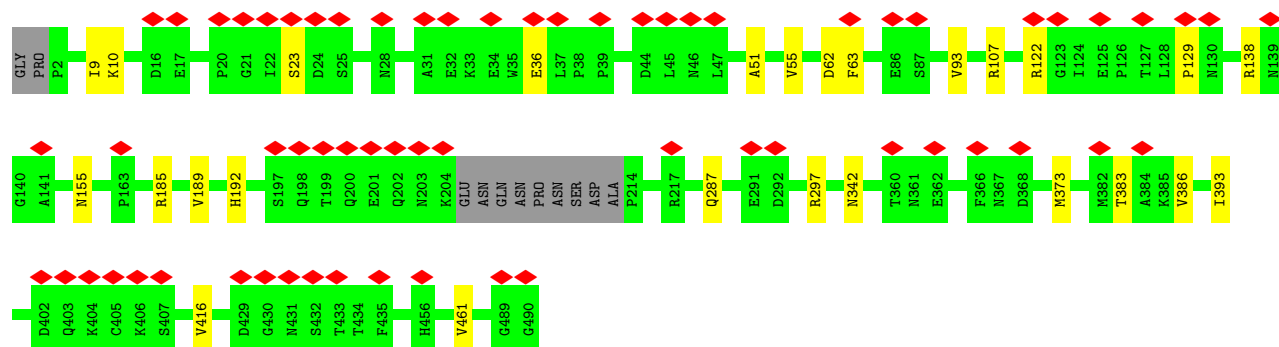 GLY PRO P2 I9 K10 D16 E17 P20 G21 I22 S23 D24 S25 N28 A31 E32 K33 E34 W35 E36 L37 P38 P39 D44 L45 N46 L47 A51 V55 D62 F63 E86 S87 V93 R107 R122 G123 I124 E125 P126 T127 L128 P129 N130 R138 N139
G140 A141 N155 P163 R185 V189 H192 S197 Q198 T199 Q200 E201 Q202 N203 K204 GLU ASN GLN ASN PRO ASN SER ASP ALA P214 R217 Q287 E291 D292 R297 N342 T360 N361 E362 F366 N367 D368 M373 M382 T383 A384 K385 V386 I393
D402 Q403 K404 C405 K406 S407 V416 D429 G430 N431 S432 T433 T434 F435 H456 V461 G489 G490